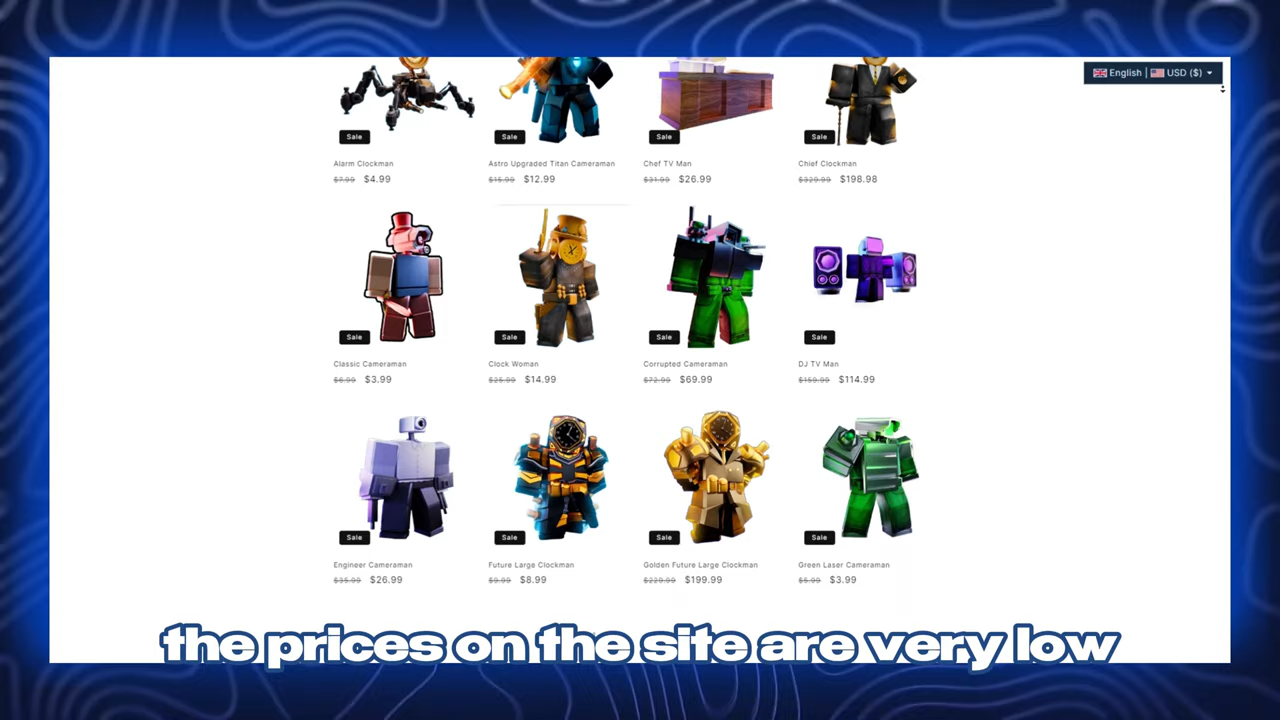 English | USD ($)
Sale Sale Sale Sale
Alarm Clockman Astro Upgraded Titan Cameraman Chef TV Man Chief Clockman
$7.99 $4.99 $15.99 $12.99 $31.99 $26.99 $329.99 $198.98
Sale Sale Sale Sale
Classic Cameraman Clock Woman Corrupted Cameraman DJ TV Man
$6.99 $3.99 $25.99 $14.99 $72.99 $69.99 $159.99 $114.99
Sale Sale Sale Sale
Engineer Cameraman Future Large Clockman Golden Future Large Clockman Green Laser Cameraman
$35.99 $26.99 $9.99 $8.99 $229.99 $199.99 $5.99 $3.99
the prices on the site are very low